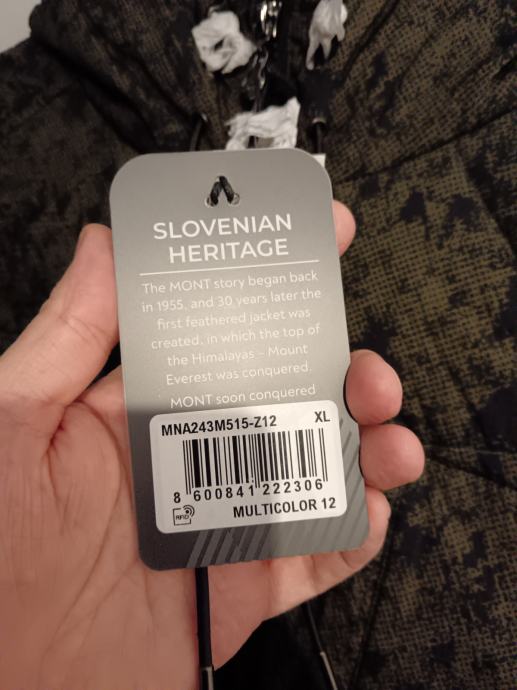 SLOVENIAN
HERITAGE
The MONT story began back
in 1955, and 30 years later the
first feathered jacket was
created, in which the top of
the Himalayas – Mount
Everest was conquered.
MONT soon conquered
MNA243M515-Z12 XL
8 600841 222306
RFID MULTICOLOR 12